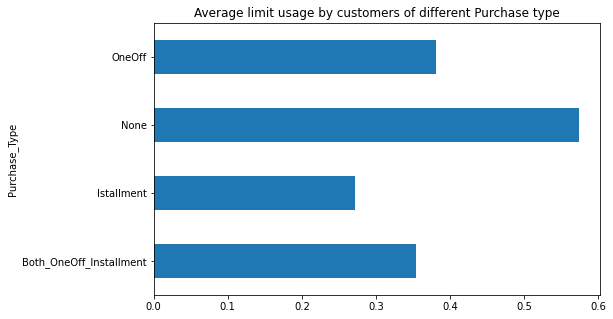 Average limit usage by customers of different Purchase type
OneOff
None
Istallment
Both_OneOff_Installment
Purchase_Type
0.0 0.1 0.2 0.3 0.4 0.5 0.6